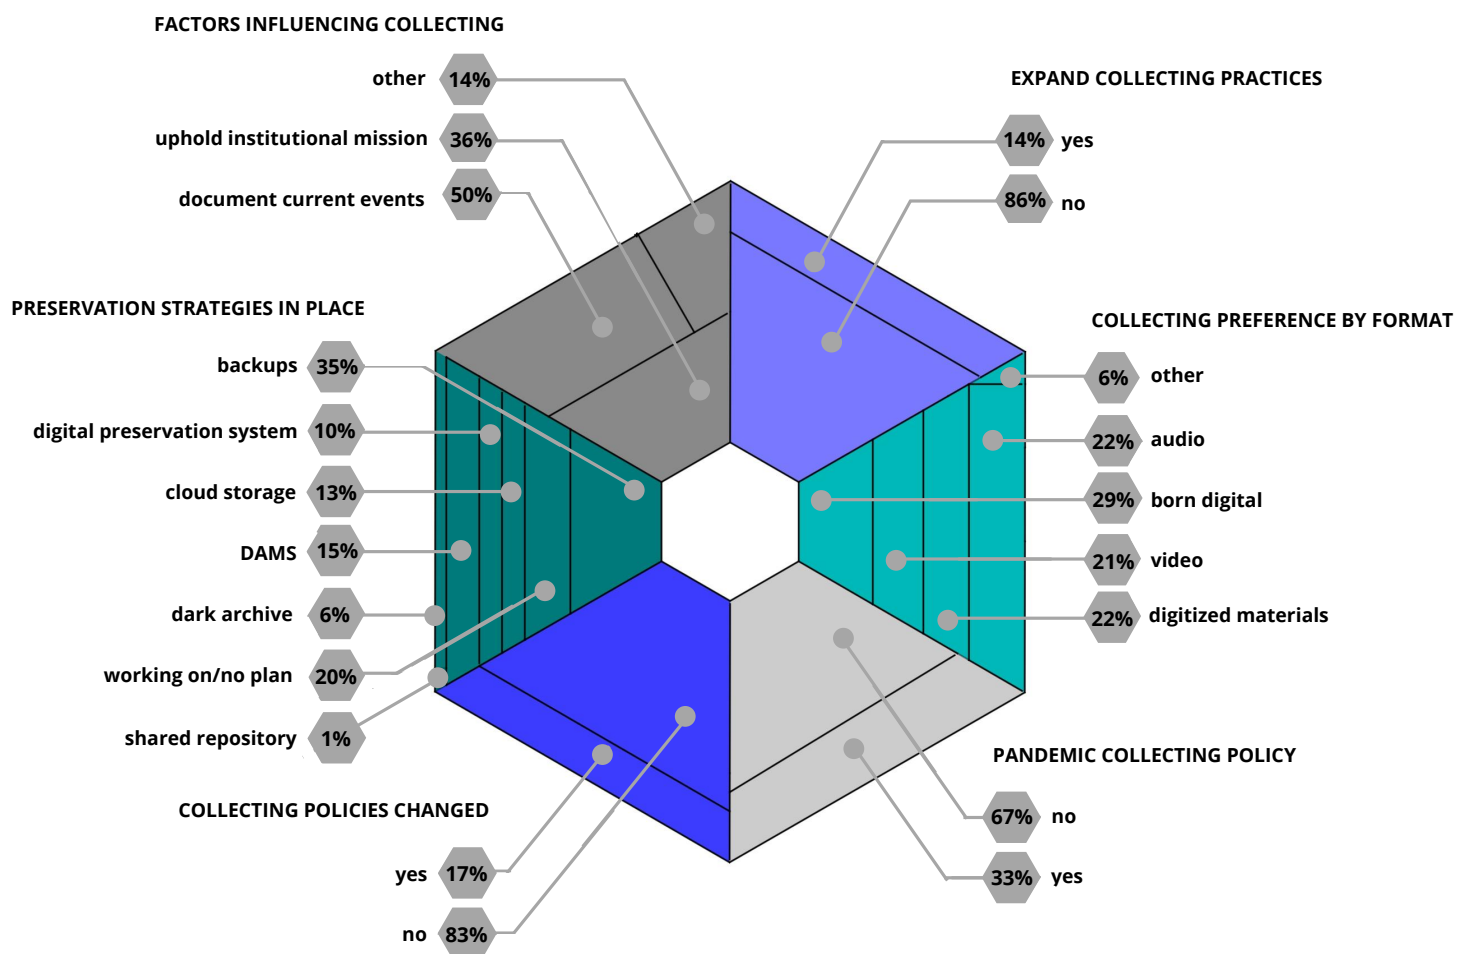 FACTORS INFLUENCING COLLECTING
other 14%
uphold institutional mission 36%
document current events 50%
EXPAND COLLECTING PRACTICES
14% yes
86% no
PRESERVATION STRATEGIES IN PLACE
backups 35%
digital preservation system 10%
cloud storage 13%
DAMS 15%
dark archive 6%
working on/no plan 20%
shared repository 1%
COLLECTING PREFERENCE BY FORMAT
6% other
22% audio
29% born digital
21% video
22% digitized materials
COLLECTING POLICIES CHANGED
yes 17%
no 83%
PANDEMIC COLLECTING POLICY
67% no
33% yes